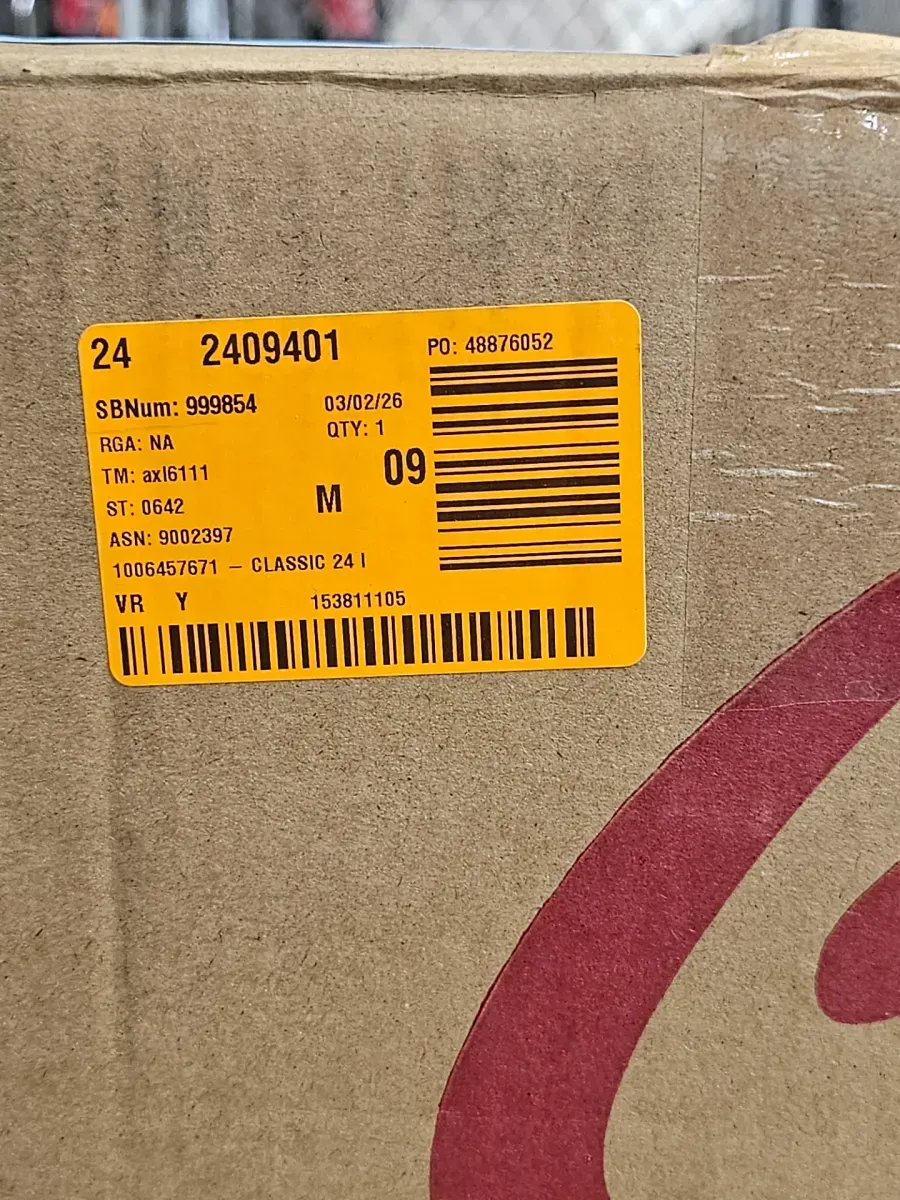 24 2409401 PO: 48876052
SBNum: 999854 03/02/26
RGA: NA QTY: 1
TM: axl6111 09
ST: 0642 M
ASN: 9002397
1006457671 – CLASSIC 24 I
VR Y 153811105